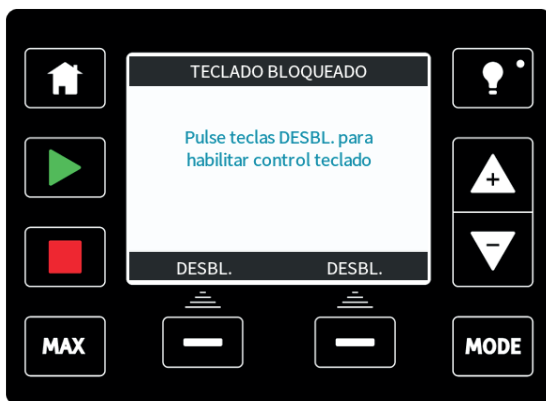 TECLADO BLOQUEADO
Pulse teclas DESBL. para
habilitar control teclado
DESBL. DESBL.
MAX
MODE